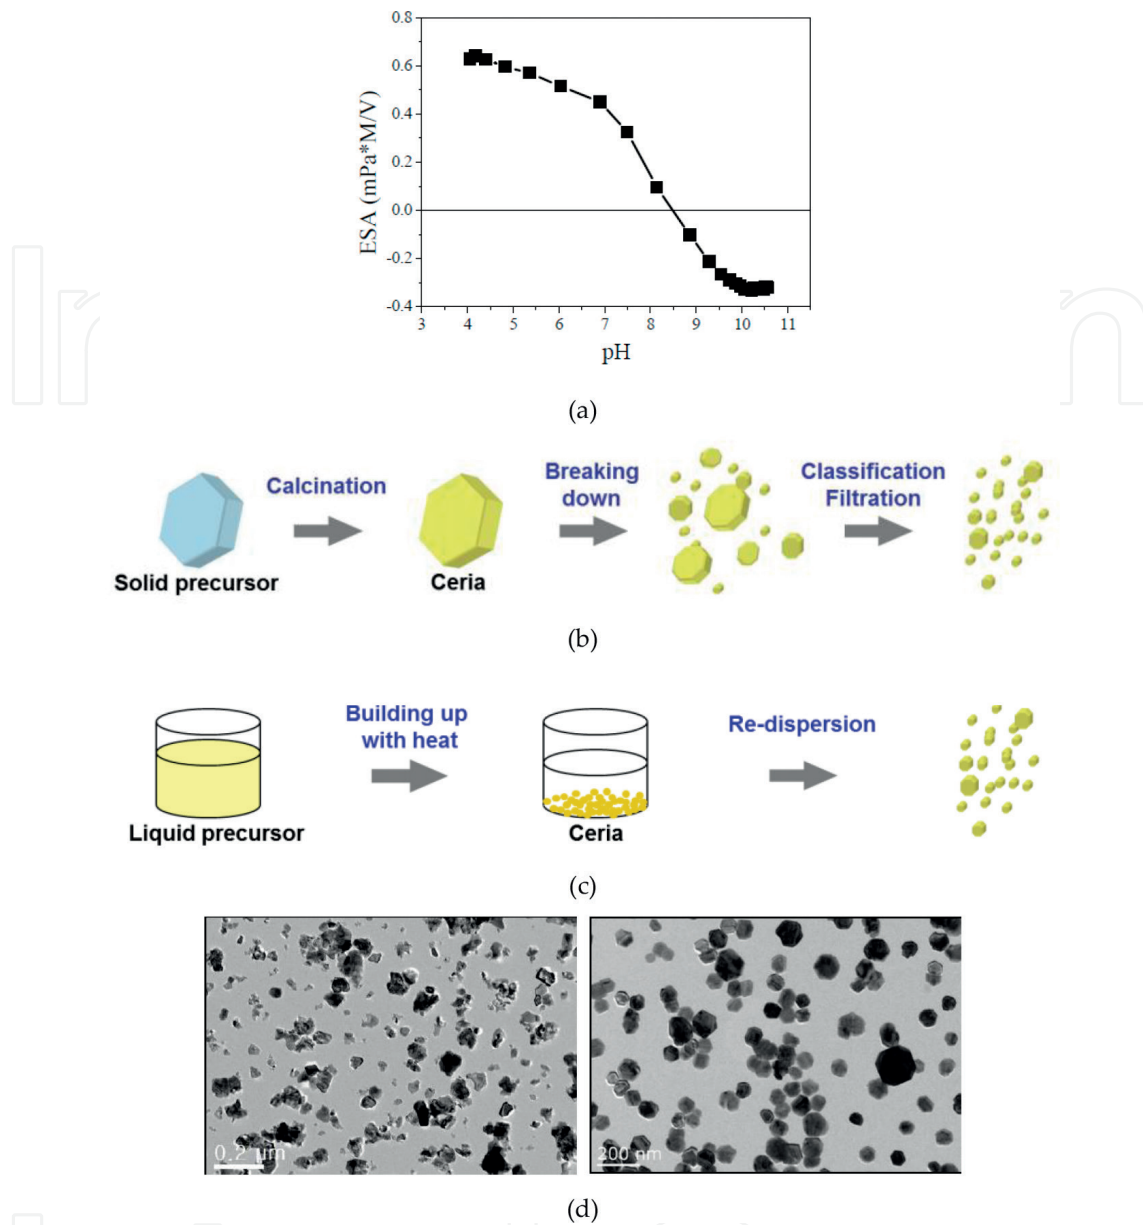 0.8
0.6
0.4
0.2
0.0
-0.2
-0.4
ESA (mPa*M/V)
3 4 5 6 7 8 9 10 11
pH
(a)
Calcination
Breaking
down
Classification
Filtration
Solid precursor
Ceria
(b)
Building up
with heat
Re-dispersion
Liquid precursor
Ceria
(c)
0.2 µm
200 nm
(d)